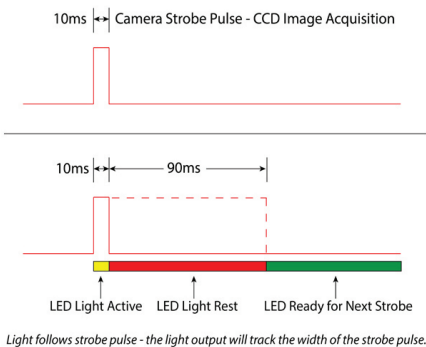 10ms Camera Strobe Pulse - CCD Image Acquisition
10ms 90ms
LED Light Active LED Light Rest LED Ready for Next Strobe
Light follows strobe pulse - the light output will track the width of the strobe pulse.